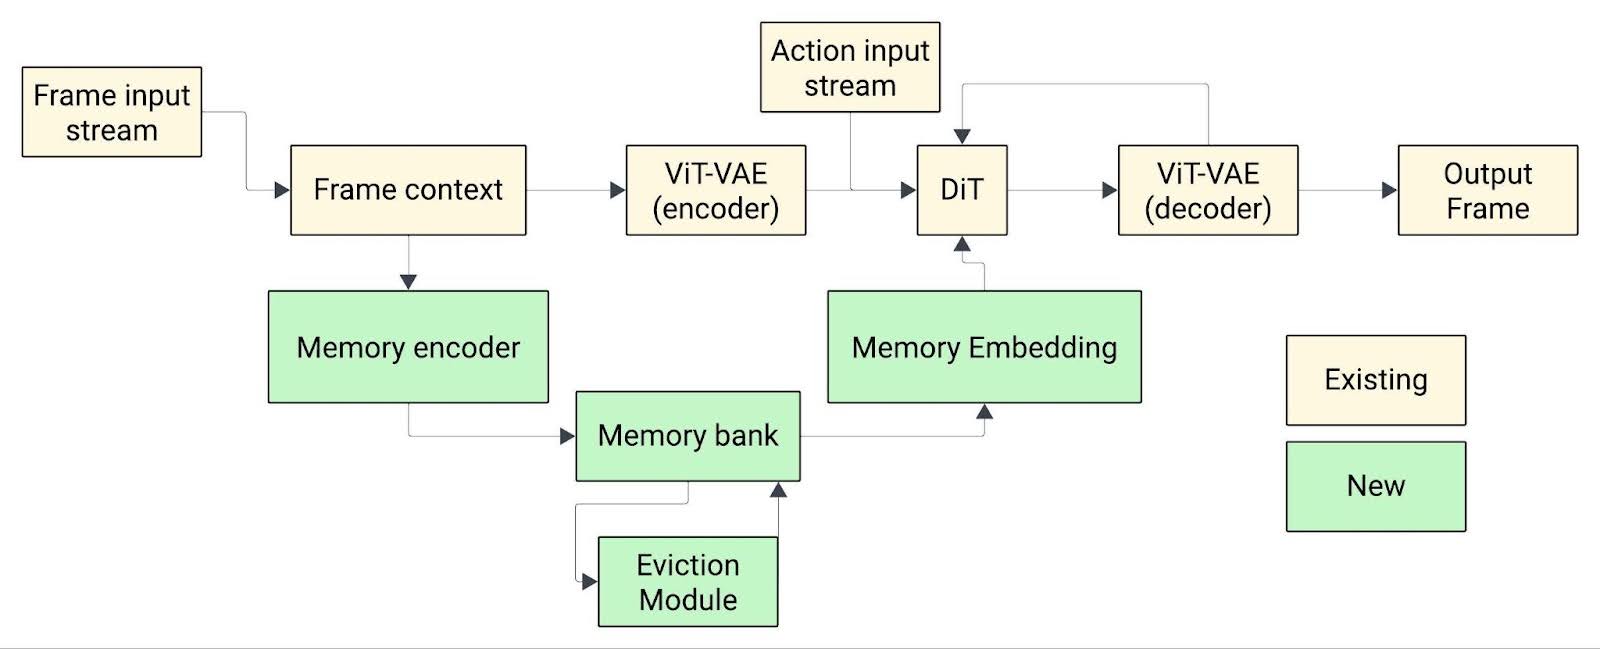 Action input
stream
Frame input
stream
Frame context
ViT-VAE
(encoder)
DiT
ViT-VAE
(decoder)
Output
Frame
Memory encoder
Memory Embedding
Existing
Memory bank
New
Eviction
Module